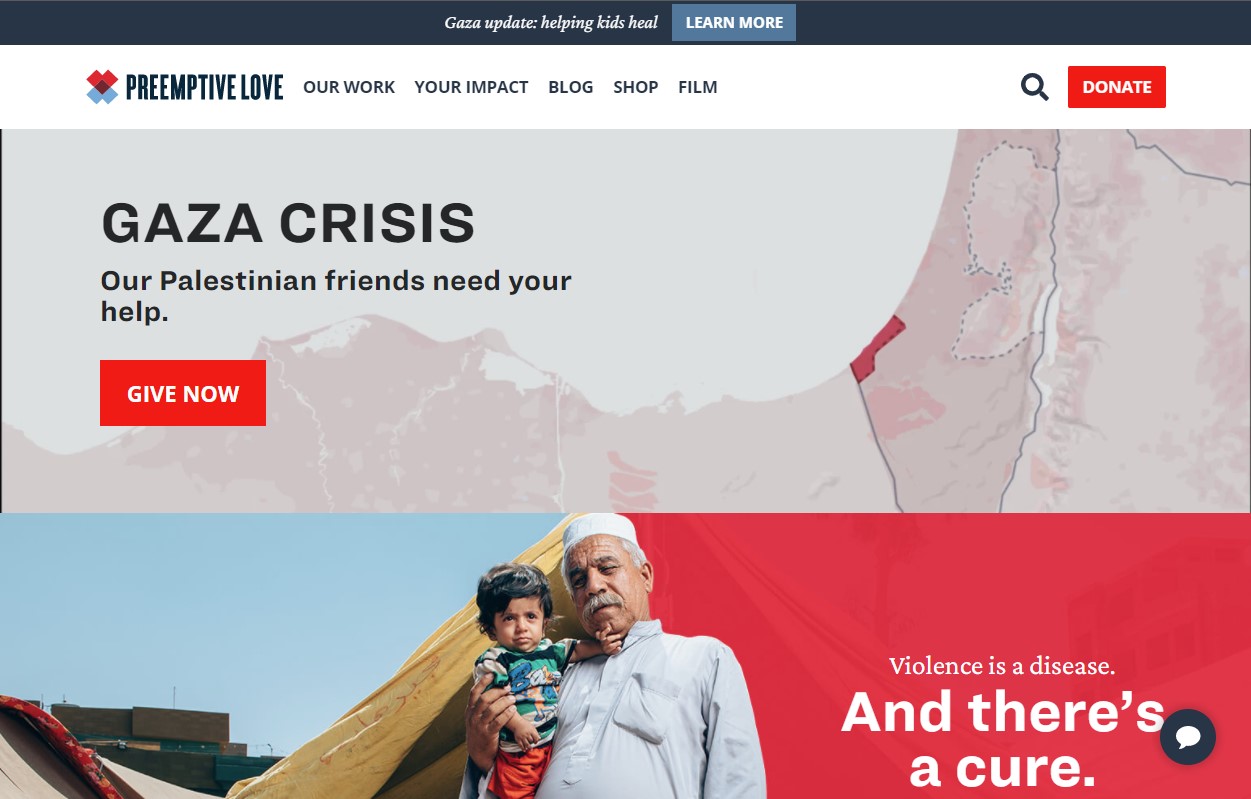 Gaza update: helping kids heal LEARN MORE
PREEMPTIVE LOVE OUR WORK YOUR IMPACT BLOG SHOP FILM DONATE
GAZA CRISIS
Our Palestinian friends need your
help.
GIVE NOW
Violence is a disease.
And there’s
a cure.